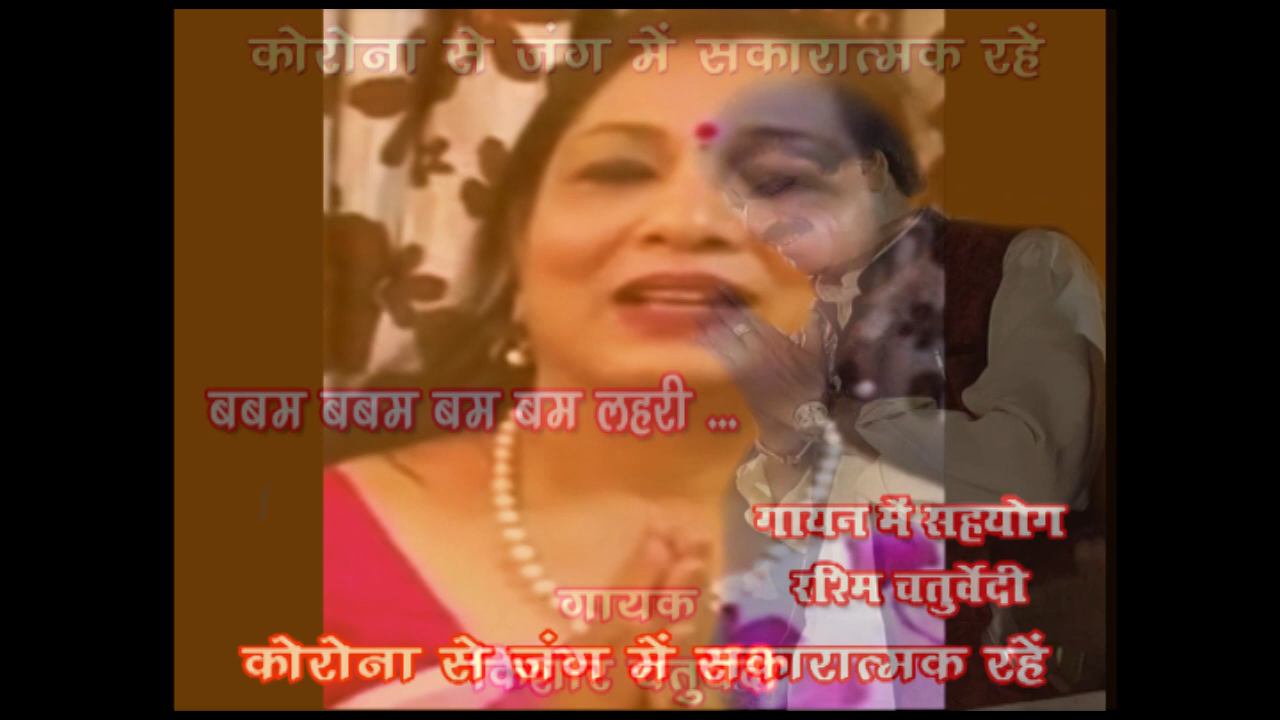 कोरोना से जंग में सकारात्मक रहें
बबम बबम बम बम लहरी ...
गायन में सहयोग
रश्मि चतुर्वेदी
गायक
कोरोना से जंग में सकारात्मक रहें